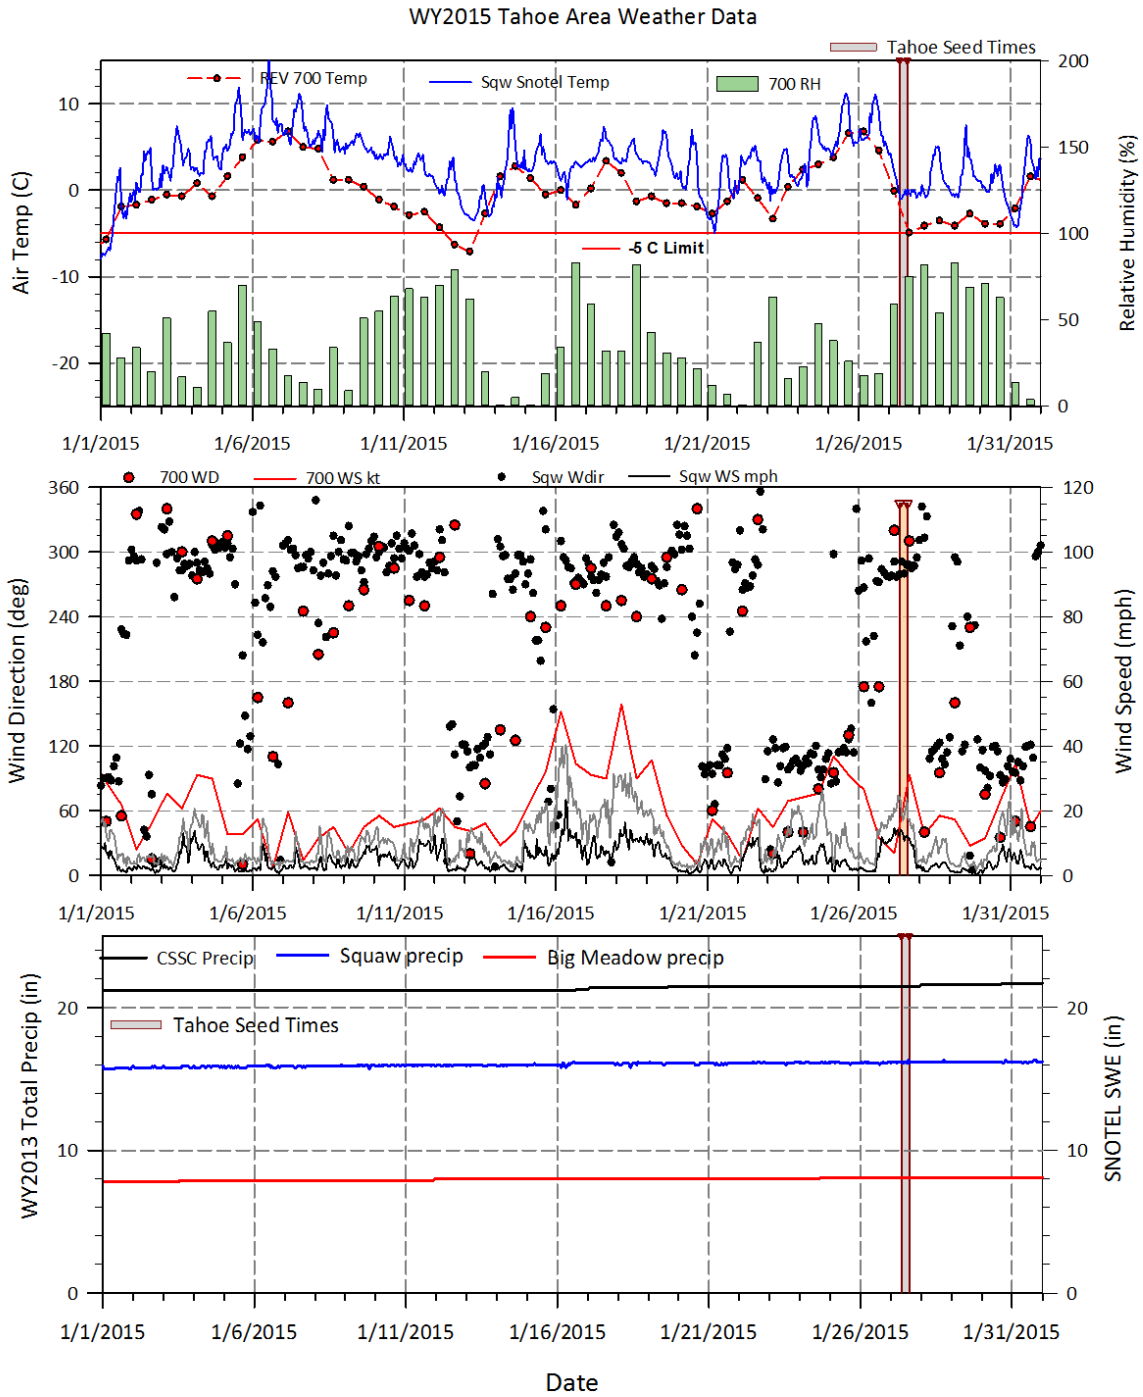 WY2015 Tahoe Area Weather Data
Tahoe Seed Times
REV 700 Temp
Sqw Snotel Temp
700 RH
Air Temp (C)
10
0
-10
-20
Relative Humidity (%)
200
150
100
50
0
-5 C Limit
1/1/2015 1/6/2015 1/11/2015 1/16/2015 1/21/2015 1/26/2015 1/31/2015
700 WD
700 WS kt
Sqw Wdir
Sqw WS mph
Wind Direction (deg)
360
300
240
180
120
60
0
Wind Speed (mph)
120
100
80
60
40
20
0
1/1/2015 1/6/2015 1/11/2015 1/16/2015 1/21/2015 1/26/2015 1/31/2015
CSSC Precip
Squaw precip
Big Meadow precip
Tahoe Seed Times
WY2013 Total Precip (in)
20
10
0
SNOTEL SWE (in)
20
10
0
1/1/2015 1/6/2015 1/11/2015 1/16/2015 1/21/2015 1/26/2015 1/31/2015
Date